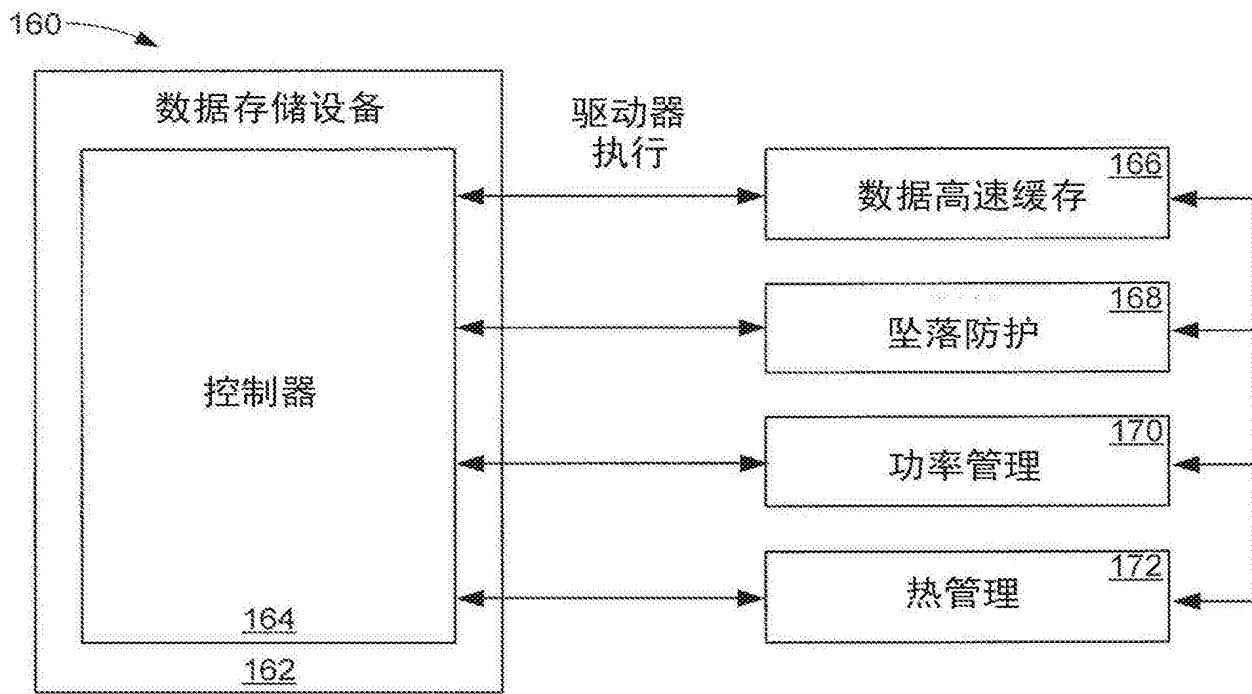 160
数据存储设备
驱动器
执行
控制器
164
162
166
数据高速缓存
168
坠落防护
170
功率管理
172
热管理